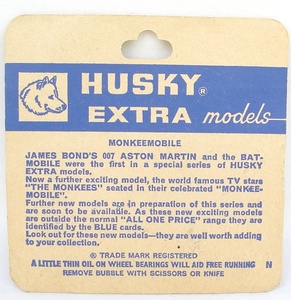 HUSKY ®
EXTRA models
MONKEEMOBILE
JAMES BOND'S 007 ASTON MARTIN and the BAT-
MOBILE were the first in a special series of HUSKY
EXTRA models.
Now a further exciting model, the world famous TV stars
"THE MONKEES" seated in their celebrated "MONKEE-
MOBILE".
Further new models are in preparation of this series and
are soon to be available. As these new exciting models
are outside the normal "ALL ONE PRICE" range they are
identified by the BLUE cards.
Look out for these new models—they are well worth adding
to your collection.
® TRADE MARK REGISTERED
A LITTLE THIN OIL ON WHEEL BEARINGS WILL AID FREE RUNNING N
REMOVE BUBBLE WITH SCISSORS OR KNIFE